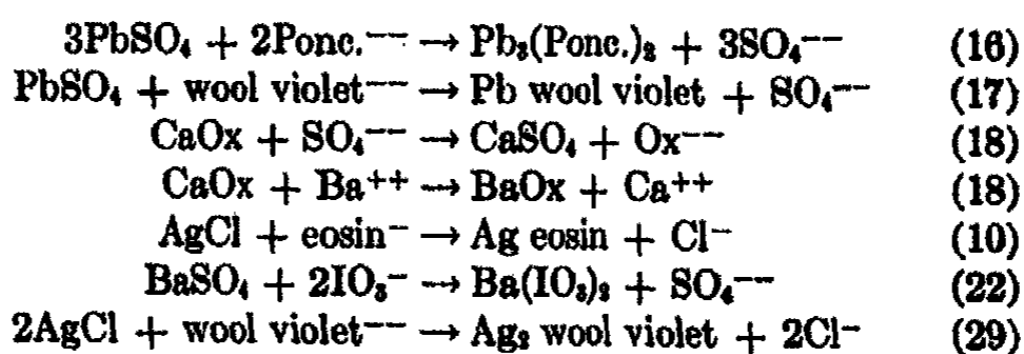 3PbSO₄ + 2Ponc.⁻⁻ → Pb₃(Ponc.)₂ + 3SO₄⁻⁻ (16)
PbSO₄ + wool violet⁻⁻ → Pb wool violet + SO₄⁻⁻ (17)
CaOx + SO₄⁻⁻ → CaSO₄ + Ox⁻⁻ (18)
CaOx + Ba⁺⁺ → BaOx + Ca⁺⁺ (18)
AgCl + eosin⁻ → Ag eosin + Cl⁻ (10)
BaSO₄ + 2IO₃⁻ → Ba(IO₃)₂ + SO₄⁻⁻ (22)
2AgCl + wool violet⁻⁻ → Ag₂ wool violet + 2Cl⁻ (29)